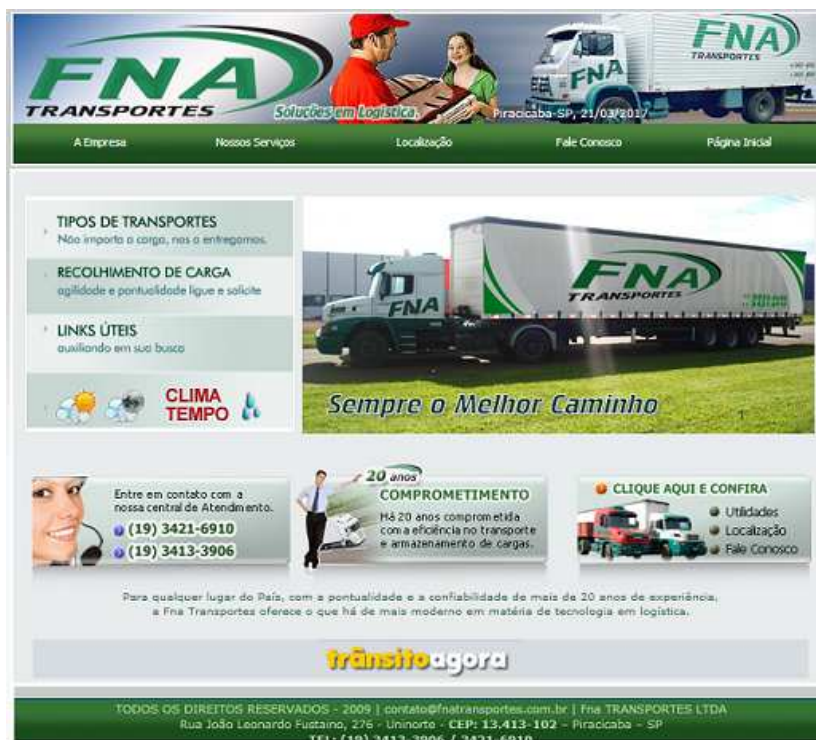 FNA
TRANSPORTES
Soluções em Logística.
FNA
FNA
TRANSPORTES
Piracicaba-SP, 21/03/2017
A Empresa
Nossos Serviços
Localização
Fale Conosco
Página Inicial
TIPOS DE TRANSPORTES
Não importa a carga, nos a entregamos.
RECOLHIMENTO DE CARGA
agilidade e pontualidade ligue e solicite
LINKS ÚTEIS
auxiliando em sua busca
CLIMA
TEMPO
FNA
FNA
TRANSPORTES
Sempre o Melhor Caminho
Entre em contato com a
nossa central de Atendimento.
(19) 3421-6910
(19) 3413-3906
20 anos
COMPROMETIMENTO
Há 20 anos comprometida
com a eficiência no transporte
e armazenamento de cargas.
CLIQUE AQUI E CONFIRA
Utilidades
Localização
Fale Conosco
Para qualquer lugar do País, com a pontualidade e a confiabilidade de mais de 20 anos de experiência,
a Fna Transportes oferece o que há de mais moderno em matéria de tecnologia em logística.
trânsitoagora
TODOS OS DIREITOS RESERVADOS - 2009 | contato@fnatransportes.com.br | Fna TRANSPORTES LTDA
Rua João Leonardo Fustaino, 276 - Uninorte - CEP: 13.413-102 - Piracicaba - SP
TEL: (19) 3413-3906 / 3421-6910